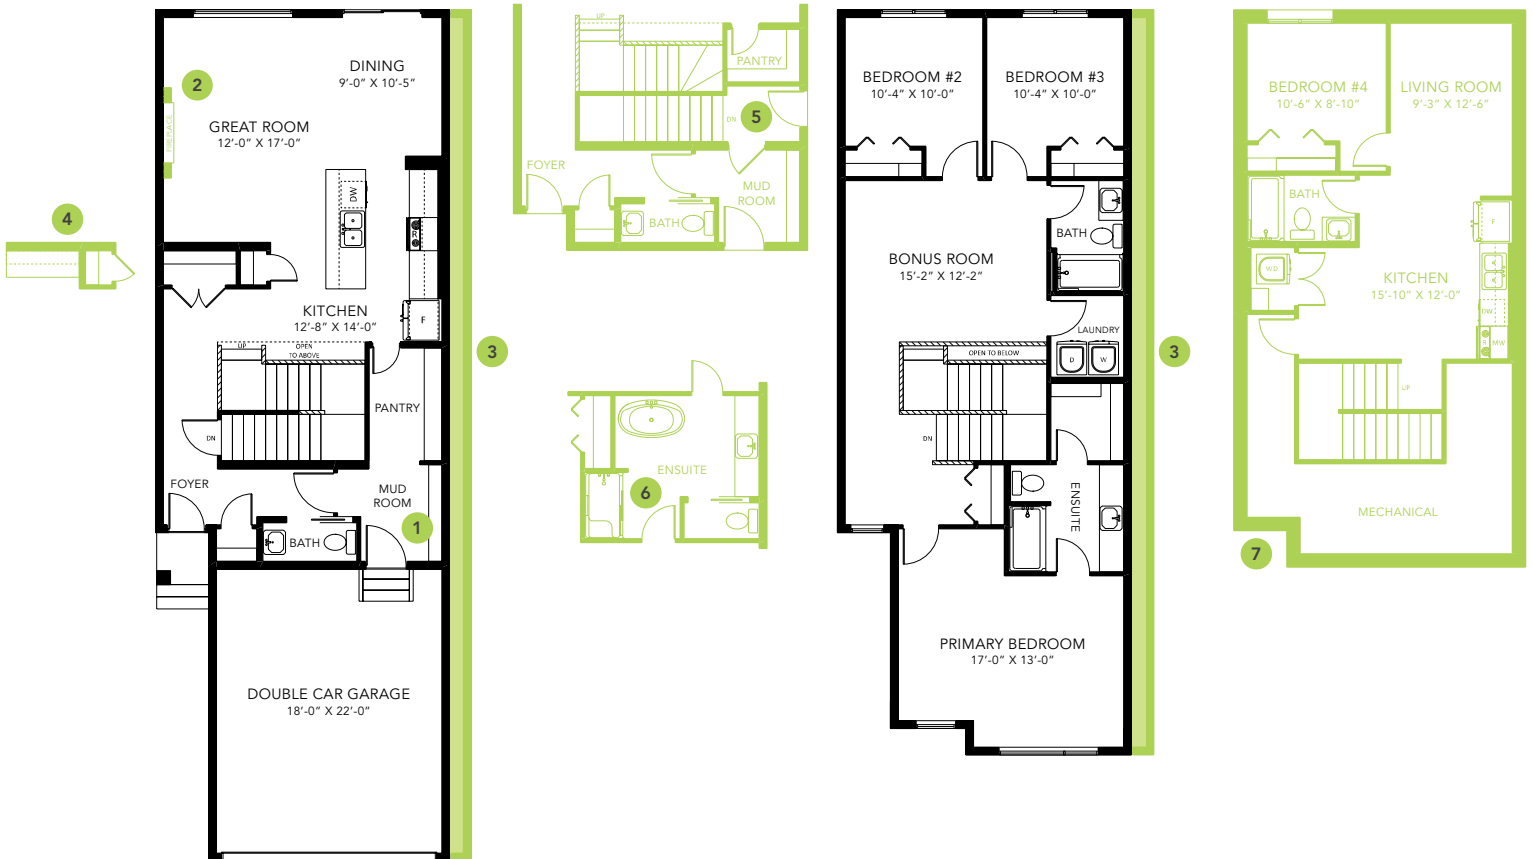 DINING
9'-0" X 10'-5"
2
GREAT ROOM
12'-0" X 17'-0"
FIREPLACE
DW
R
4
KITCHEN
12'-8" X 14'-0"
F
UP
OPEN
TO ABOVE
3
PANTRY
DN
FOYER
MUD
ROOM
1
BATH
DOUBLE CAR GARAGE
18'-0" X 22'-0"
UP
PANTRY
DN
5
FOYER
MUD
ROOM
BATH
ENSUITE
6
BEDROOM #2
10'-4" X 10'-0"
BEDROOM #3
10'-4" X 10'-0"
BATH
BONUS ROOM
15'-2" X 12'-2"
LAUNDRY
OPEN TO BELOW
D
W
3
DN
ENSUITE
PRIMARY BEDROOM
17'-0" X 13'-0"
BEDROOM #4
10'-6" X 8'-10"
LIVING ROOM
9'-3" X 12'-6"
BATH
F
WD
KITCHEN
15'-10" X 12'-0"
DW
R
MW
UP
MECHANICAL
7